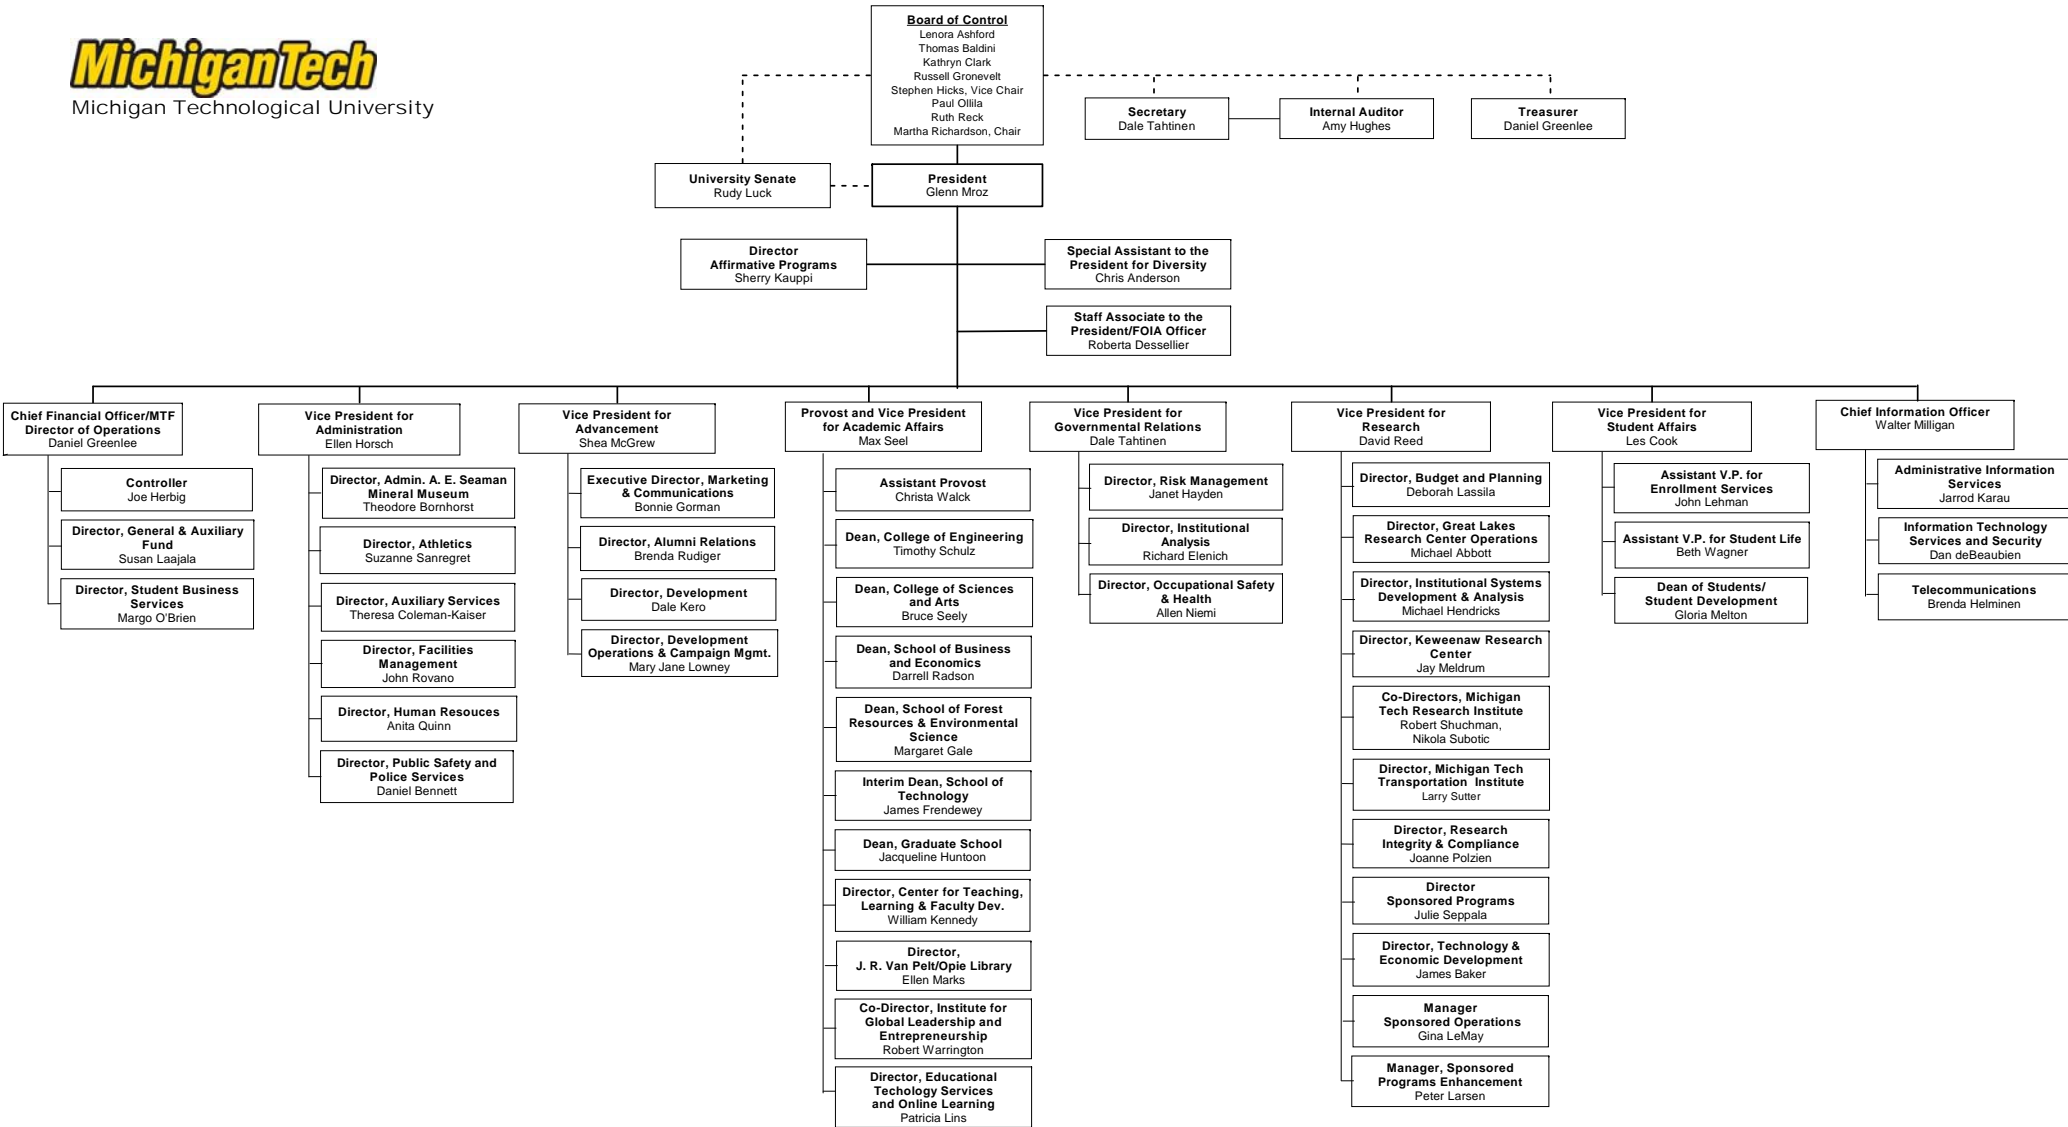 MichiganTech
Michigan Technological University
Board of Control
Lenora Ashford
Thomas Baldini
Kathryn Clark
Russell Gronevelt
Stephen Hicks, Vice Chair
Paul Ollila
Ruth Reck
Martha Richardson, Chair
Secretary
Dale Tahtinen
Internal Auditor
Amy Hughes
Treasurer
Daniel Greenlee
University Senate
Rudy Luck
President
Glenn Mroz
Director
Affirmative Programs
Sherry Kauppi
Special Assistant to the
President for Diversity
Chris Anderson
Staff Associate to the
President/FOIA Officer
Roberta Dessellier
Chief Financial Officer/MTF
Director of Operations
Daniel Greenlee
Controller
Joe Herbig
Director, General & Auxiliary
Fund
Susan Laajala
Director, Student Business
Services
Margo O'Brien
Vice President for
Administration
Ellen Horsch
Director, Admin. A. E. Seaman
Mineral Museum
Theodore Bornhorst
Director, Athletics
Suzanne Sanregret
Director, Auxiliary Services
Theresa Coleman-Kaiser
Director, Facilities
Management
John Rovano
Director, Human Resouces
Anita Quinn
Director, Public Safety and
Police Services
Daniel Bennett
Vice President for
Advancement
Shea McGrew
Executive Director, Marketing
& Communications
Bonnie Gorman
Director, Alumni Relations
Brenda Rudiger
Director, Development
Dale Kero
Director, Development
Operations & Campaign Mgmt.
Mary Jane Lowney
Provost and Vice President
for Academic Affairs
Max Seel
Assistant Provost
Christa Walck
Dean, College of Engineering
Timothy Schulz
Dean, College of Sciences
and Arts
Bruce Seely
Dean, School of Business
and Economics
Darrell Radson
Dean, School of Forest
Resources & Environmental
Science
Margaret Gale
Interim Dean, School of
Technology
James Frendewey
Dean, Graduate School
Jacqueline Huntoon
Director, Center for Teaching,
Learning & Faculty Dev.
William Kennedy
Director,
J. R. Van Pelt/Opie Library
Ellen Marks
Co-Director, Institute for
Global Leadership and
Entrepreneurship
Robert Warrington
Director, Educational
Techology Services
and Online Learning
Patricia Lins
Vice President for
Governmental Relations
Dale Tahtinen
Director, Risk Management
Janet Hayden
Director, Institutional
Analysis
Richard Elenich
Director, Occupational Safety
& Health
Allen Niemi
Vice President for
Research
David Reed
Director, Budget and Planning
Deborah Lassila
Director, Great Lakes
Research Center Operations
Michael Abbott
Director, Institutional Systems
Development & Analysis
Michael Hendricks
Director, Keweenaw Research
Center
Jay Meldrum
Co-Directors, Michigan
Tech Research Institute
Robert Shuchman,
Nikola Subotic
Director, Michigan Tech
Transportation Institute
Larry Sutter
Director, Research
Integrity & Compliance
Joanne Polzien
Director
Sponsored Programs
Julie Seppala
Director, Technology &
Economic Development
James Baker
Manager
Sponsored Operations
Gina LeMay
Manager, Sponsored
Programs Enhancement
Peter Larsen
Vice President for
Student Affairs
Les Cook
Assistant V.P. for
Enrollment Services
John Lehman
Assistant V.P. for Student Life
Beth Wagner
Dean of Students/
Student Development
Gloria Melton
Chief Information Officer
Walter Milligan
Administrative Information
Services
Jarrod Karau
Information Technology
Services and Security
Dan deBeaubien
Telecommunications
Brenda Helminen